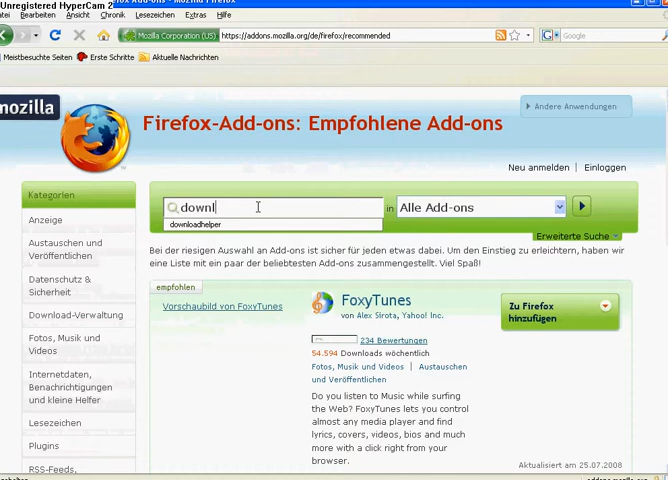 Unregistered HyperCam 2
Bearbeiten Ansicht Chronik Lesezeichen Extras Hilfe
Mozilla Corporation (US) https://addons.mozilla.org/de/firefox/recommended
Google
Meistbesuchte Seiten Erste Schritte Aktuelle Nachrichten
mozilla
Andere Anwendungen
Firefox-Add-ons: Empfohlene Add-ons
Neu anmelden | Einloggen
Kategorien
Anzeige
Austauschen und
Veröffentlichen
Datenschutz &
Sicherheit
Download-Verwaltung
Fotos, Musik und
Videos
Internetdaten,
Benachrichtigungen
und kleine Helfer
Lesezeichen
Plugins
RSS-Feeds,
downl in Alle Add-ons
downloadhelper
Erweiterte Suche
Bei der riesigen Auswahl an Add-ons ist sicher für jeden etwas dabei. Um den Einstieg zu erleichtern, haben wir
eine Liste mit ein paar der beliebtesten Add-ons zusammengestellt. Viel Spaß!
empfohlen
Vorschaubild von FoxyTunes
FoxyTunes
von Alex Sirota, Yahoo! Inc.
234 Bewertungen
54.594 Downloads wöchentlich
Fotos, Musik und Videos | Austauschen
und Veröffentlichen
Do you listen to Music while surfing
the Web? FoxyTunes lets you control
almost any media player and find
lyrics, covers, videos, bios and much
more with a click right from your
browser.
Zu Firefox
hinzufügen
Aktualisiert am 25.07.2008